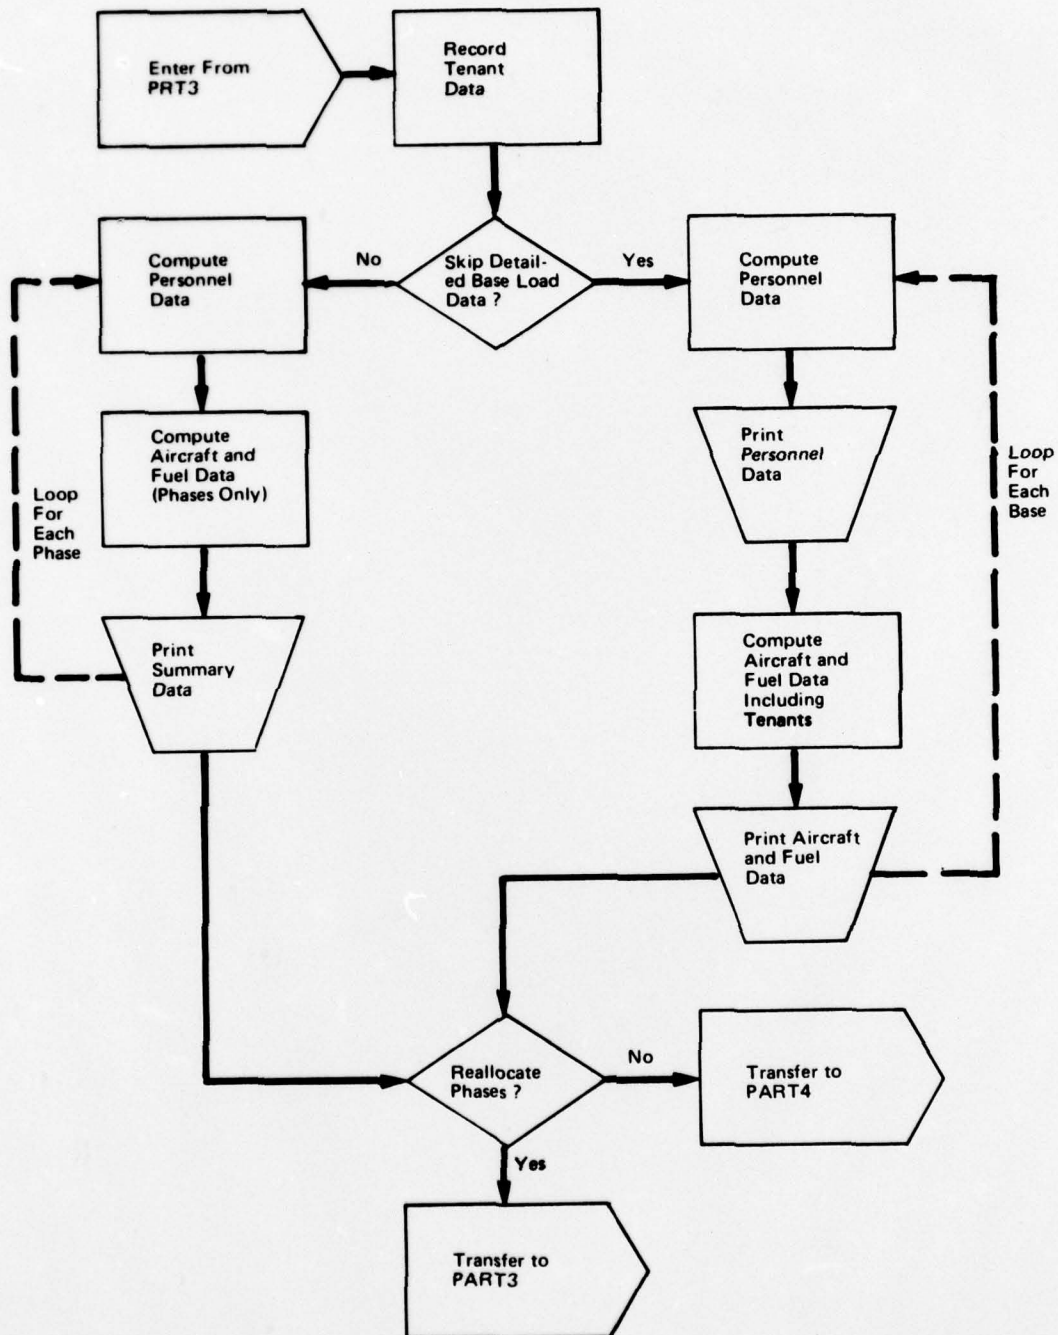 Enter From
PRT3
Record
Tenant
Data
Skip Detail-
ed Base Load
Data ?
No
Yes
Compute
Personnel
Data
Compute
Personnel
Data
Compute
Aircraft and
Fuel Data
(Phases Only)
Print
Personnel
Data
Loop
For
Each
Phase
Loop
For
Each
Base
Print
Summary
Data
Compute
Aircraft and
Fuel Data
Including
Tenants
Print Aircraft
and Fuel
Data
Reallocate
Phases ?
No
Transfer to
PART4
Yes
Transfer to
PART3